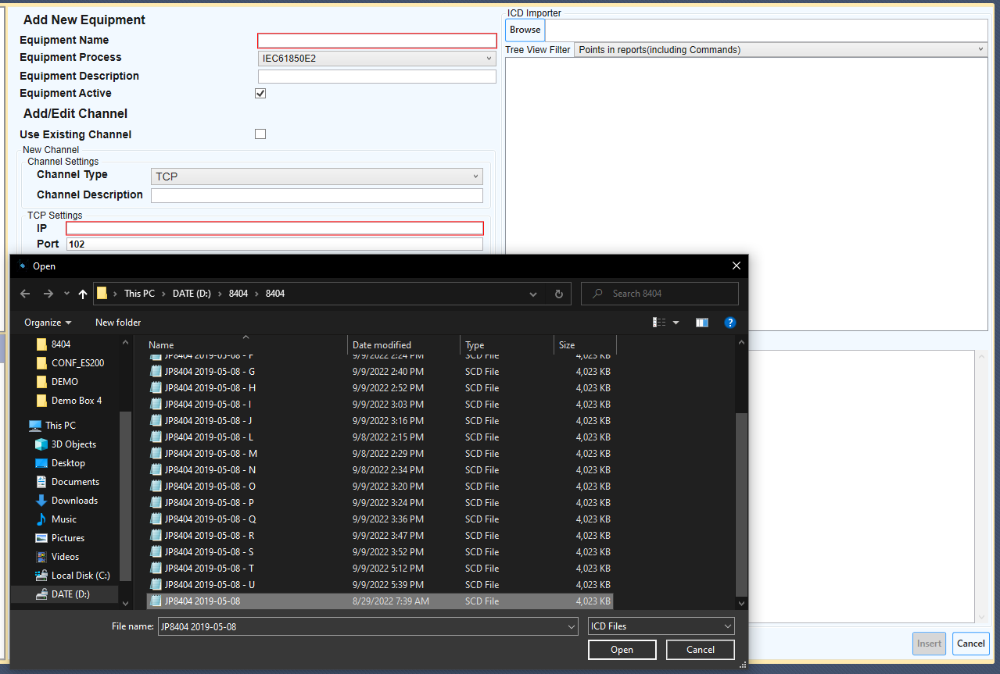 Add New Equipment
Equipment Name
Equipment Process IEC61850E2
Equipment Description
Equipment Active
Add/Edit Channel
Use Existing Channel
New Channel
Channel Settings
Channel Type TCP
Channel Description
TCP Settings
IP
Port 102
ICD Importer
Browse
Tree View Filter Points in reports(including Commands)
Open
This PC › DATE (D:) › 8404 › 8404
Search 8404
Organize New folder
8404
CONF_ES200
DEMO
Demo Box 4
This PC
3D Objects
Desktop
Documents
Downloads
Music
Pictures
Videos
Local Disk (C:)
DATE (D:)
Name Date modified Type Size
JP8404 2019-05-08 - F 9/9/2022 2:24 PM SCD File 4,023 KB
JP8404 2019-05-08 - G 9/9/2022 2:40 PM SCD File 4,023 KB
JP8404 2019-05-08 - H 9/9/2022 2:52 PM SCD File 4,023 KB
JP8404 2019-05-08 - I 9/9/2022 3:03 PM SCD File 4,023 KB
JP8404 2019-05-08 - J 9/9/2022 3:16 PM SCD File 4,023 KB
JP8404 2019-05-08 - L 9/8/2022 2:15 PM SCD File 4,023 KB
JP8404 2019-05-08 - M 9/8/2022 2:29 PM SCD File 4,023 KB
JP8404 2019-05-08 - N 9/8/2022 2:34 PM SCD File 4,023 KB
JP8404 2019-05-08 - O 9/9/2022 3:20 PM SCD File 4,023 KB
JP8404 2019-05-08 - P 9/9/2022 3:24 PM SCD File 4,023 KB
JP8404 2019-05-08 - Q 9/9/2022 3:36 PM SCD File 4,023 KB
JP8404 2019-05-08 - R 9/9/2022 3:47 PM SCD File 4,023 KB
JP8404 2019-05-08 - S 9/9/2022 3:52 PM SCD File 4,023 KB
JP8404 2019-05-08 - T 9/9/2022 5:12 PM SCD File 4,023 KB
JP8404 2019-05-08 - U 9/9/2022 5:39 PM SCD File 4,023 KB
JP8404 2019-05-08 8/29/2022 7:39 AM SCD File 4,023 KB
File name: JP8404 2019-05-08 ICD Files
Open Cancel
Insert Cancel